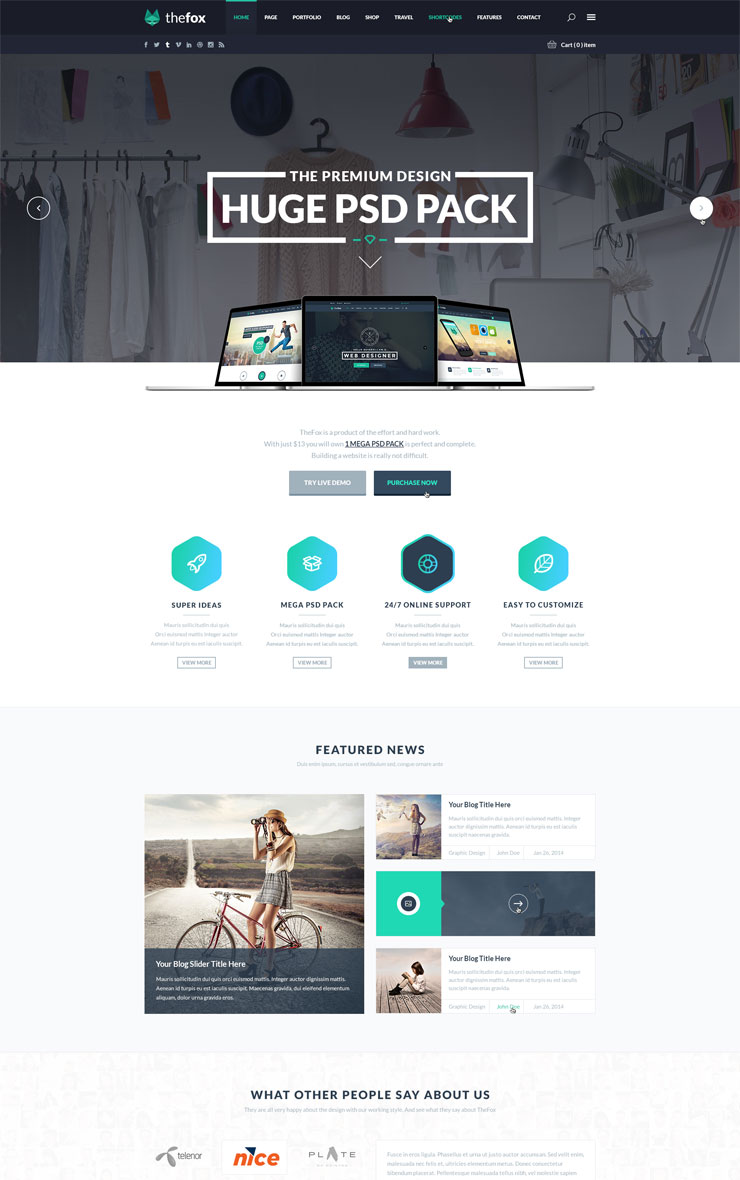 thefox
HOME PAGE PORTFOLIO BLOG SHOP TRAVEL SHORTCODES FEATURES CONTACT
Cart ( 0 ) item
THE PREMIUM DESIGN
HUGE PSD PACK
WEB DESIGNER
TheFox is a product of the effort and hard work.
With just $13 you will own 1 MEGA PSD PACK is perfect and complete.
Building a website is really not difficult.
TRY LIVE DEMO PURCHASE NOW
SUPER IDEAS
Mauris sollicitudin dui quis
Orci euismod mattis Integer auctor
Aenean id turpis eu est iaculis suscipit.
VIEW MORE
MEGA PSD PACK
Mauris sollicitudin dui quis
Orci euismod mattis Integer auctor
Aenean id turpis eu est iaculis suscipit.
VIEW MORE
24/7 ONLINE SUPPORT
Mauris sollicitudin dui quis
Orci euismod mattis Integer auctor
Aenean id turpis eu est iaculis suscipit.
VIEW MORE
EASY TO CUSTOMIZE
Mauris sollicitudin dui quis
Orci euismod mattis Integer auctor
Aenean id turpis eu est iaculis suscipit.
VIEW MORE
FEATURED NEWS
Duis enim ipsum, cursus et vestibulum sed, congue ornare ante
Your Blog Slider Title Here
Mauris sollicitudin dui quis orci euismod mattis. Integer auctor dignissim mattis.
Aenean id turpis eu est iaculis suscipit. Maecenas gravida, dui eleifend elementum
aliquam, dolor urna gravida eros.
Your Blog Title Here
Mauris sollicitudin dui quis orci euismod mattis. Integer
auctor dignissim mattis. Aenean id turpis eu est iaculis
suscipit maecenas gravida.
Graphic Design John Doe Jan 26, 2014
Your Blog Title Here
Mauris sollicitudin dui quis orci euismod mattis. Integer
auctor dignissim mattis. Aenean id turpis eu est iaculis
suscipit maecenas gravida.
Graphic Design John Doe Jan 26, 2014
WHAT OTHER PEOPLE SAY ABOUT US
They are all very happy about the design with our working style. And see what they say about TheFox
telenor
nice
PLATE
Fusce in eros ligula. Phasellus et urna ut justo auctor accumsan. Sed velit enim,
malesuada nec felis et, ultricies elementum metus. Donec consectetur
bibendum placerat. Pellentesque malesuada tellus velit, vel molestie sapien